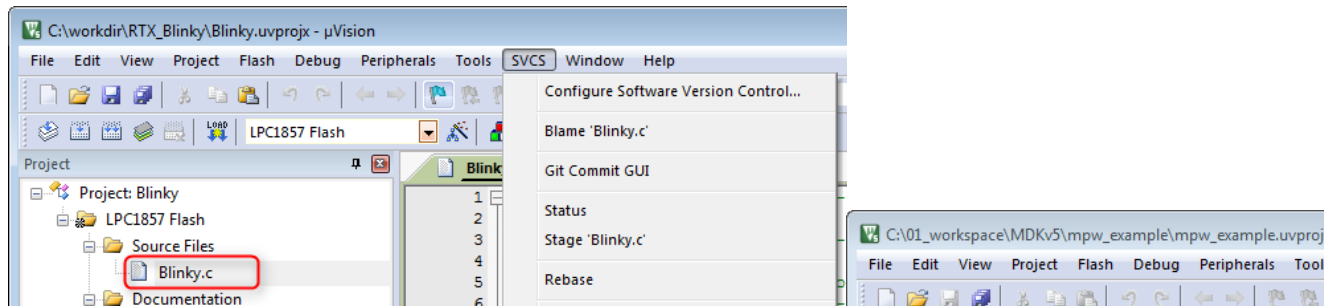 C:\workdir\RTX_Blinky\Blinky.uvprojx - µVision
File Edit View Project Flash Debug Peripherals Tools SVCS Window Help
Configure Software Version Control...
LOAD
LPC1857 Flash
Blame 'Blinky.c'
Project
Blink
Git Commit GUI
Project: Blinky
1
LPC1857 Flash
2
Status
Source Files
3
Stage 'Blinky.c'
4
Blinky.c
5
Rebase
Documentation
6
C:\01_workspace\MDKv5\mpw_example\mpw_example.uvproj
File Edit View Project Flash Debug Peripherals Tool